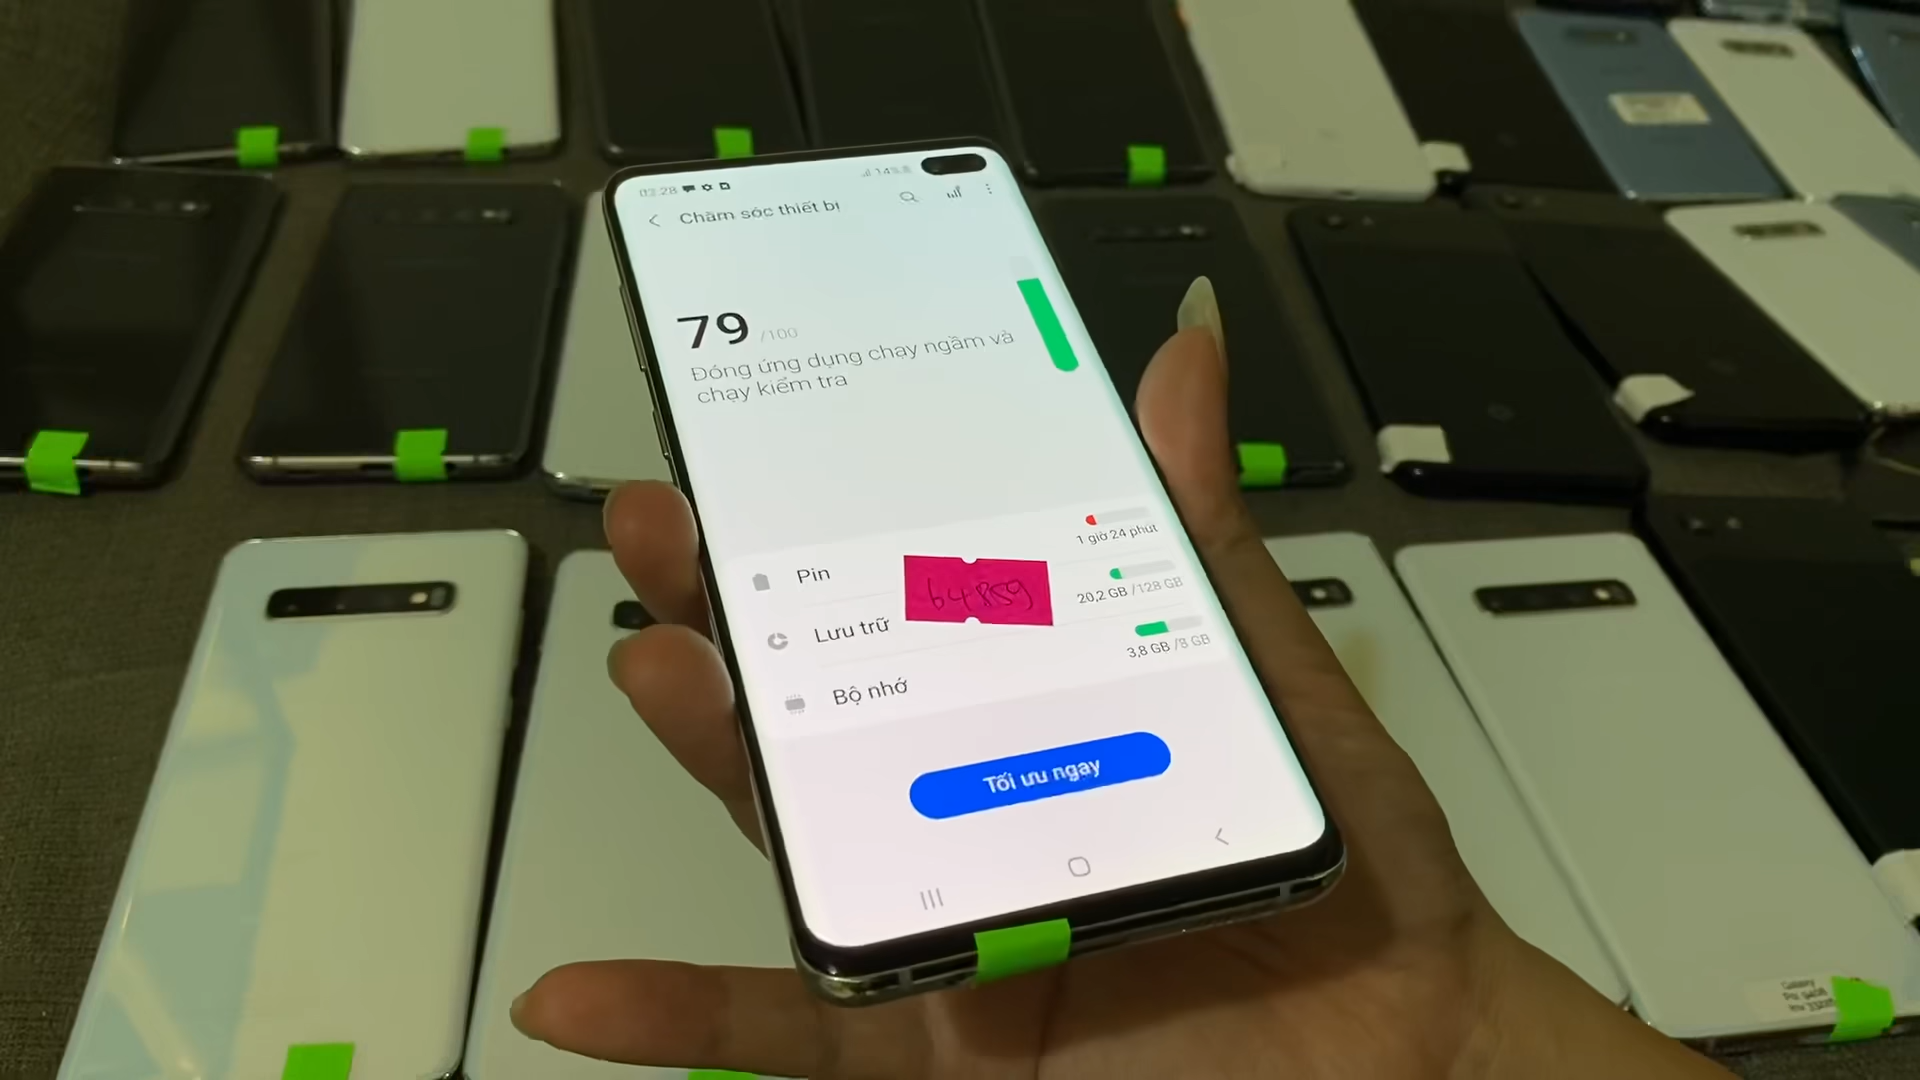 03:28
14%
Chăm sóc thiết bị
79 /100
Đóng ứng dụng chạy ngầm và
chạy kiểm tra
Pin
1 giờ 24 phút
64859
Lưu trữ
20,2 GB /128 GB
Bộ nhớ
3,8 GB /8 GB
Tối ưu ngay
Galaxy